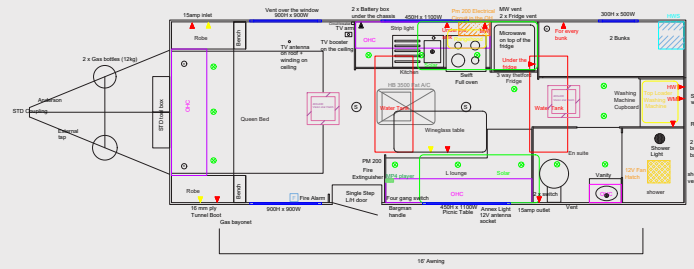 15amp inlet
Vent over the window
900H x 900W
2 x Battery box
under the chassis
450H x 1100W
MW vent
2 x Fridge vent
300H x 500W
Robe
Bench
TV arm
Strip light
OHC
TV booster
on the ceiling
TV antenna
on roof +
winding on
ceiling
Microwave
on top of the
fridge
For every
bunk
2 Bunks
2 x Gas bottles (12kg)
Under the
fridge
Kitchen
Swift
Full oven
3 way thetford
Fridge
Anderson
STD Coupling
External
tap
STD tool box
OHC
Queen Bed
S
HB 3500 Flat A/C
Water Tank
S
Wineglass table
Water Tank
Washing
Machine
Cupboard
HW
WM
PM 200
Fire
Extinguisher
MP4 player
L lounge
Solar
En suite
Shower
Light
12V Fan
Hatch
shower
Vanity
OHC
Robe
Bench
F
Fire Alarm
Single Step
L/H door
Four gang switch
OHC
2 x switch
16 mm ply
Tunnel Boot
Gas bayonet
900H x 900W
Bargman
handle
450H x 1100W
Picnic Table
Annex Light
12V antenna
socket
15amp outlet
Vent
16' Awning